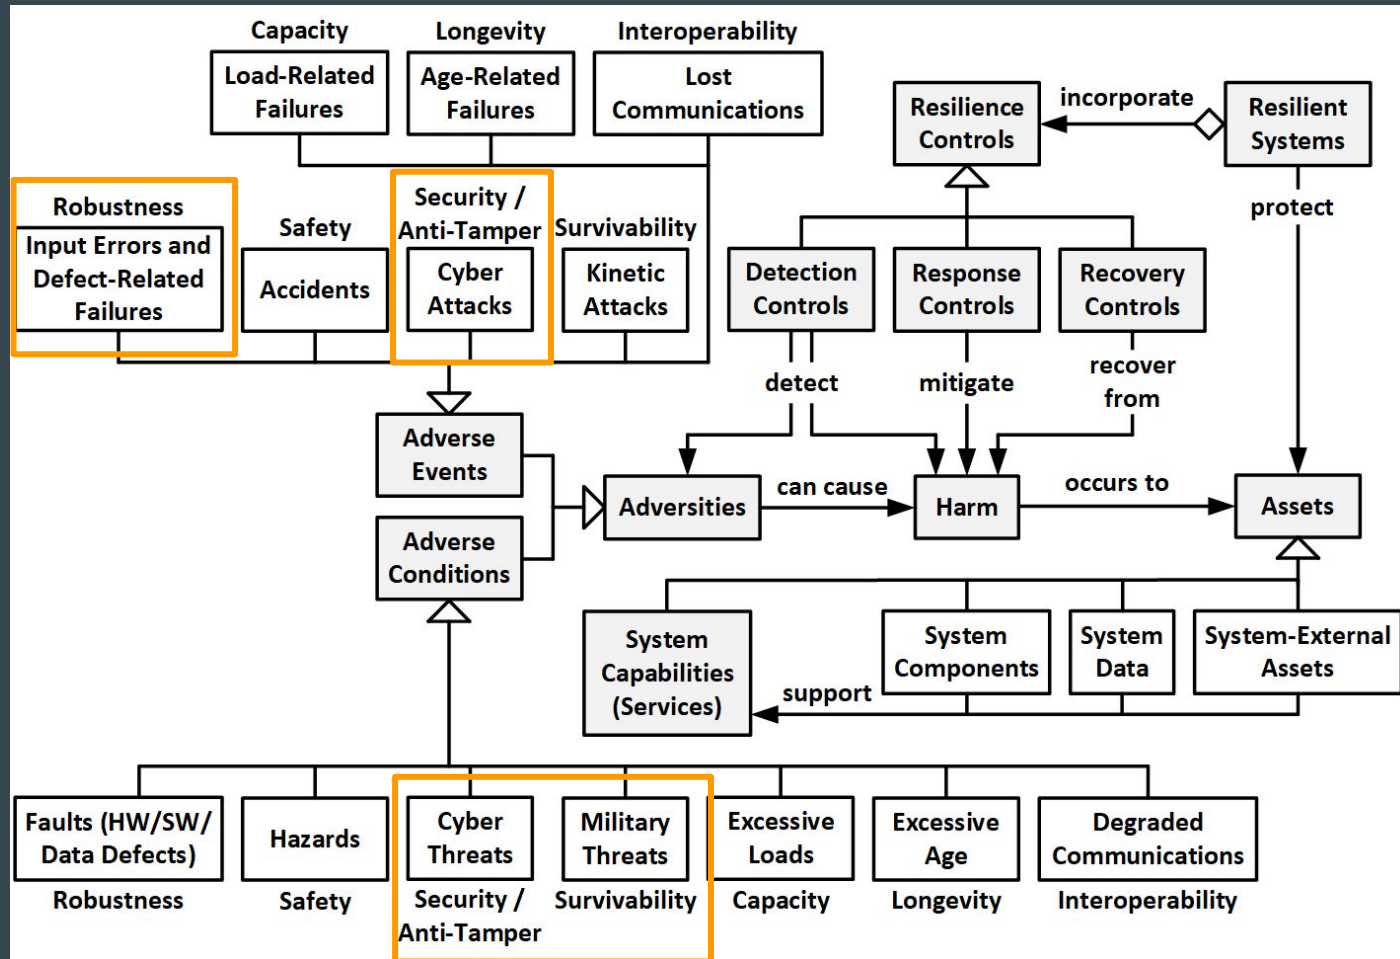 Capacity
Load-Related
Failures
Longevity
Age-Related
Failures
Interoperability
Lost
Communications
Robustness
Input Errors and
Defect-Related
Failures
Safety
Accidents
Security /
Anti-Tamper
Cyber
Attacks
Survivability
Kinetic
Attacks
Resilience
Controls
incorporate
Resilient
Systems
protect
Detection
Controls
Response
Controls
Recovery
Controls
detect
mitigate
recover
from
Adverse
Events
Adverse
Conditions
Adversities
can cause
Harm
occurs to
Assets
System
Capabilities
(Services)
support
System
Components
System
Data
System-External
Assets
Faults (HW/SW/
Data Defects)
Robustness
Hazards
Safety
Cyber
Threats
Security /
Anti-Tamper
Military
Threats
Survivability
Excessive
Loads
Capacity
Excessive
Age
Longevity
Degraded
Communications
Interoperability